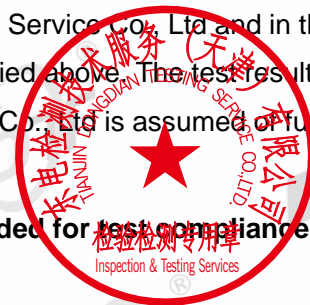 Service Co., Ltd and in th
ied above. The test result
Co., Ltd is assumed of fu
ded for test compliance
东电检测技术服务（天津）有限公司
TIANJIN DONGDIAN TESTING SERVICE CO.,LTD.
检验检测专用章
Inspection & Testing Services
®